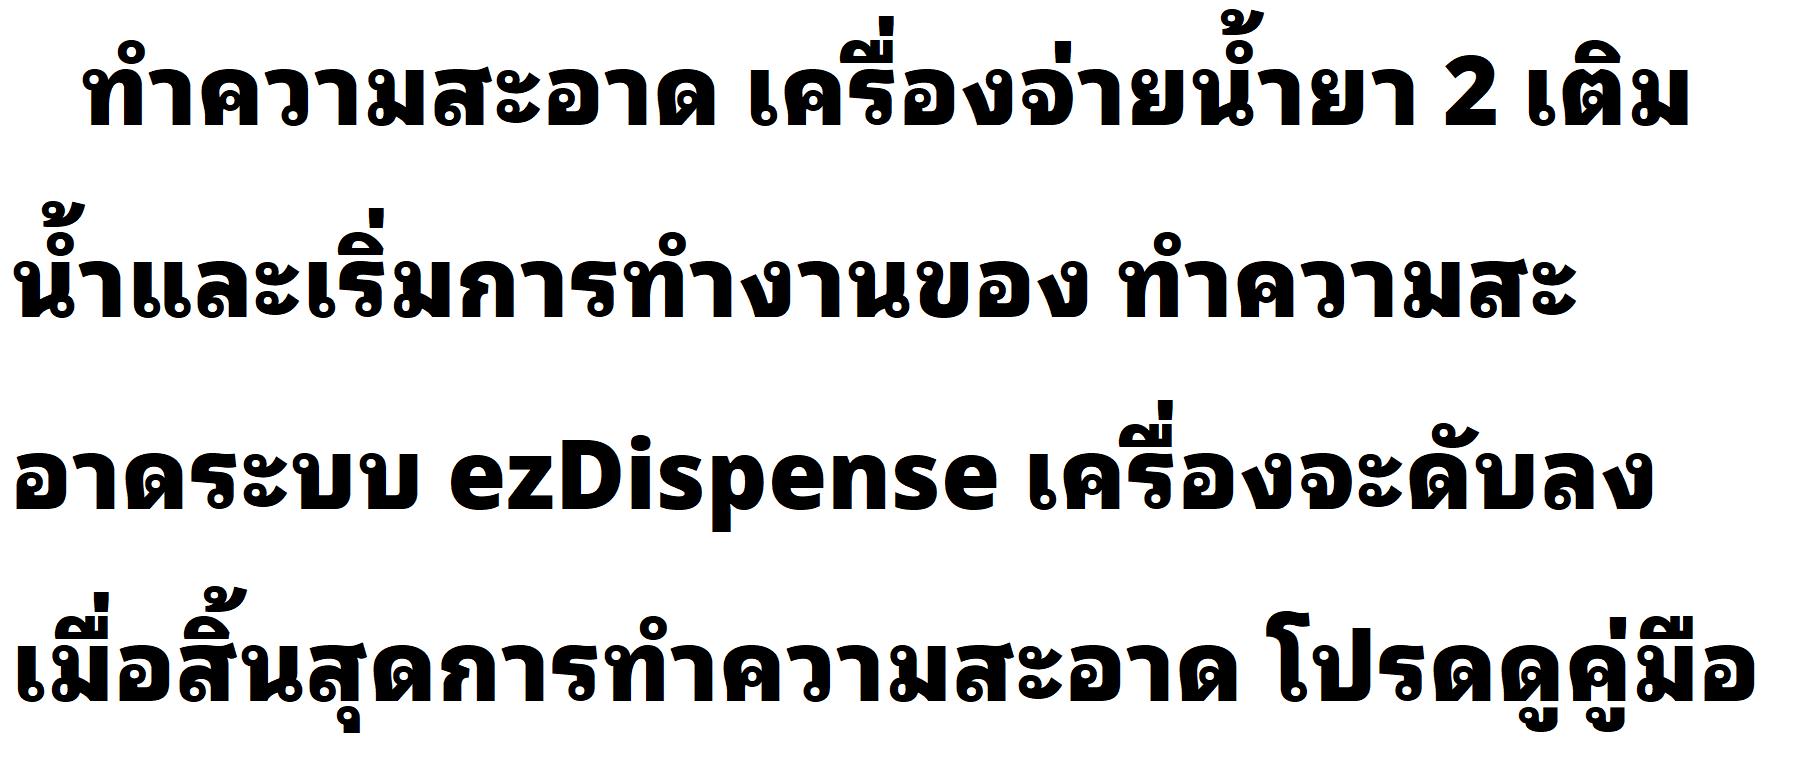 ทำความสะอาด เครื่องจ่ายน้ำยา 2 เติม
น้ำและเริ่มการทำงานของ ทำความสะ
อาดระบบ ezDispense เครื่องจะดับลง
เมื่อสิ้นสุดการทำความสะอาด โปรดดูคู่มือ